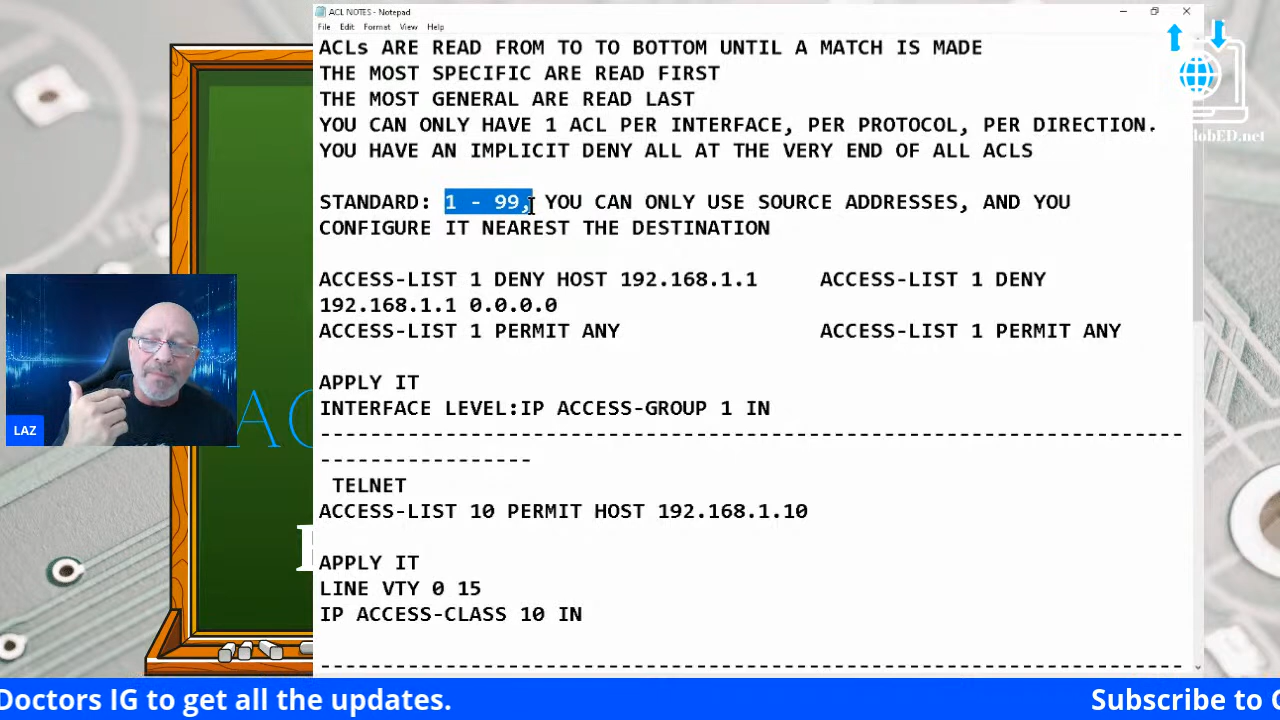 ACL NOTES - Notepad
File Edit Format View Help
ACLs ARE READ FROM TO TO BOTTOM UNTIL A MATCH IS MADE
THE MOST SPECIFIC ARE READ FIRST
THE MOST GENERAL ARE READ LAST
YOU CAN ONLY HAVE 1 ACL PER INTERFACE, PER PROTOCOL, PER DIRECTION.
YOU HAVE AN IMPLICIT DENY ALL AT THE VERY END OF ALL ACLS
STANDARD: 1 - 99, YOU CAN ONLY USE SOURCE ADDRESSES, AND YOU
CONFIGURE IT NEAREST THE DESTINATION
ACCESS-LIST 1 DENY HOST 192.168.1.1 ACCESS-LIST 1 DENY
192.168.1.1 0.0.0.0
ACCESS-LIST 1 PERMIT ANY ACCESS-LIST 1 PERMIT ANY
APPLY IT
INTERFACE LEVEL:IP ACCESS-GROUP 1 IN
---------------------------------------------------------------------
-----------------
TELNET
ACCESS-LIST 10 PERMIT HOST 192.168.1.10
APPLY IT
LINE VTY 0 15
IP ACCESS-CLASS 10 IN
---------------------------------------------------------------------
LAZ
Doctors IG to get all the updates. Subscribe to